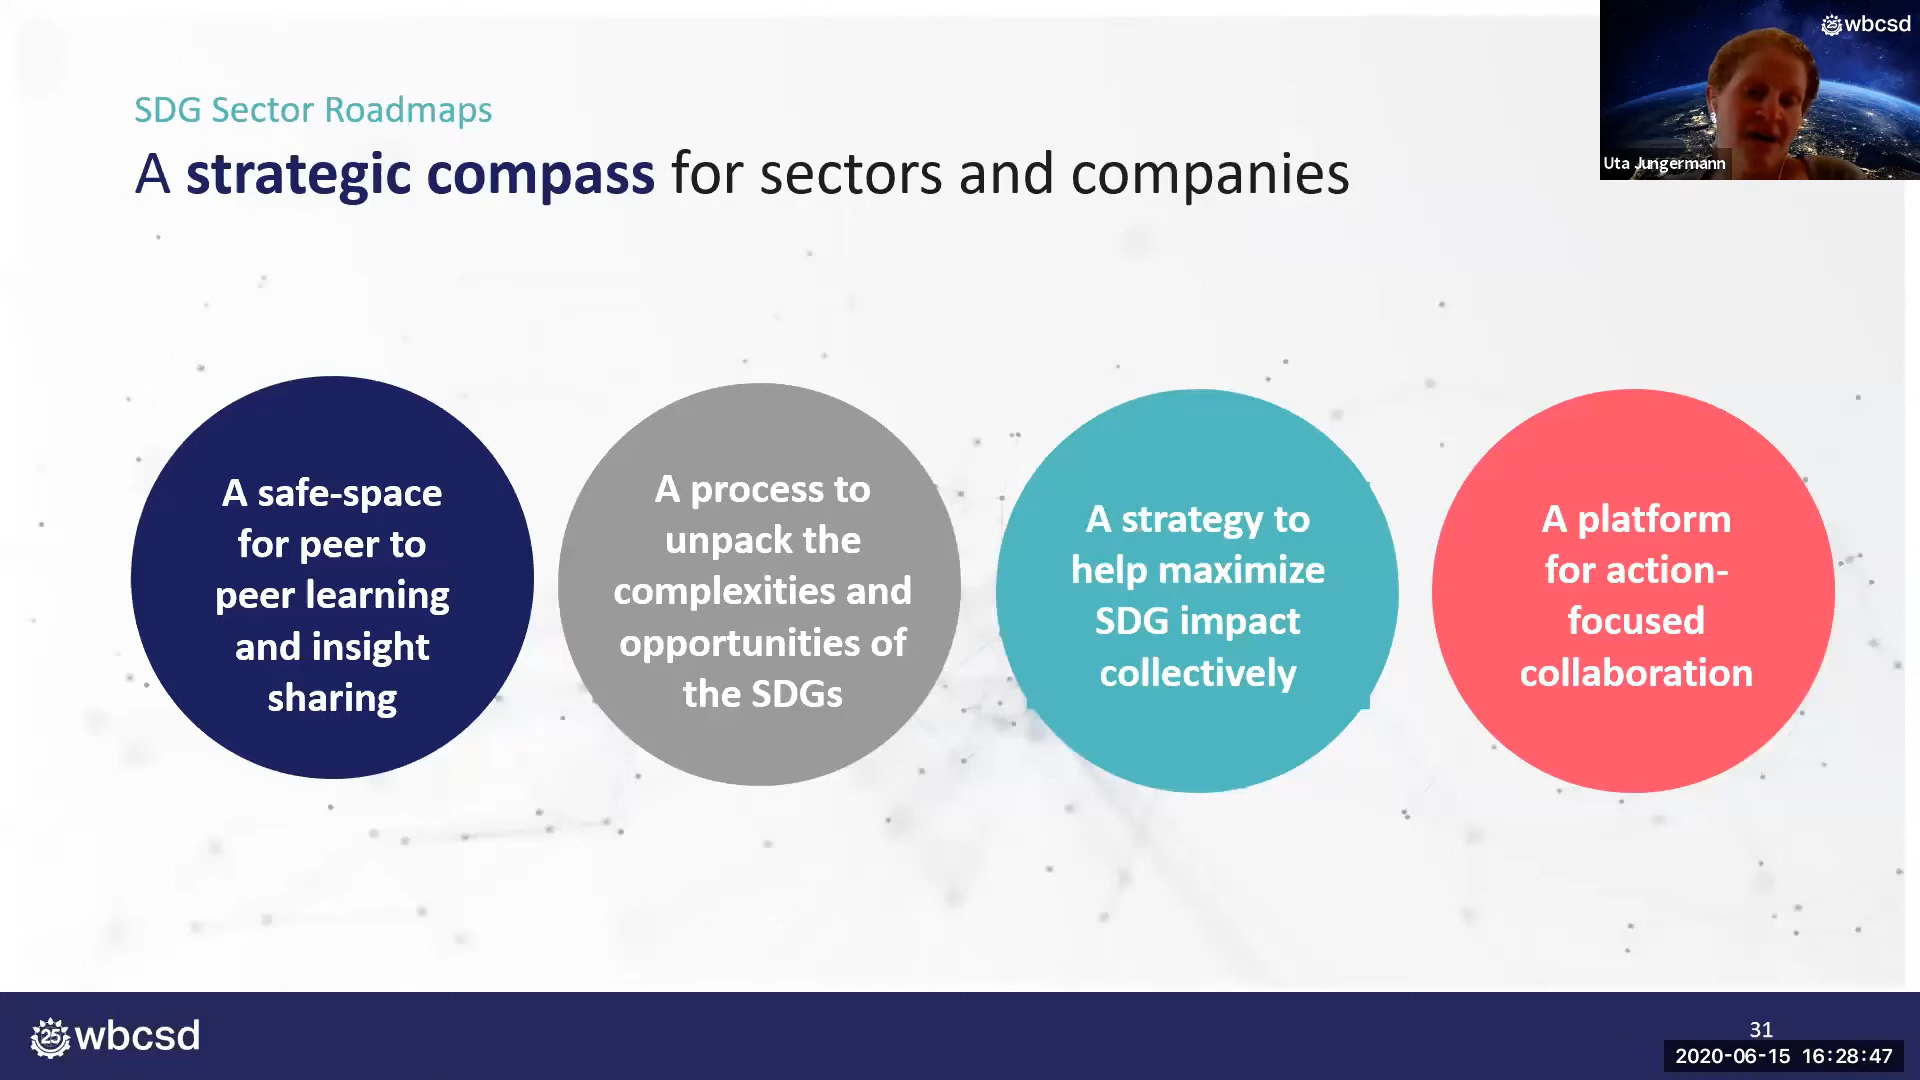 SDG Sector Roadmaps
A strategic compass for sectors and companies
wbcsd
Uta Jungermann
A safe-space
for peer to
peer learning
and insight
sharing
A process to
unpack the
complexities and
opportunities of
the SDGs
A strategy to
help maximize
SDG impact
collectively
A platform
for action-
focused
collaboration
25 wbcsd
31
2020-06-15 16:28:47